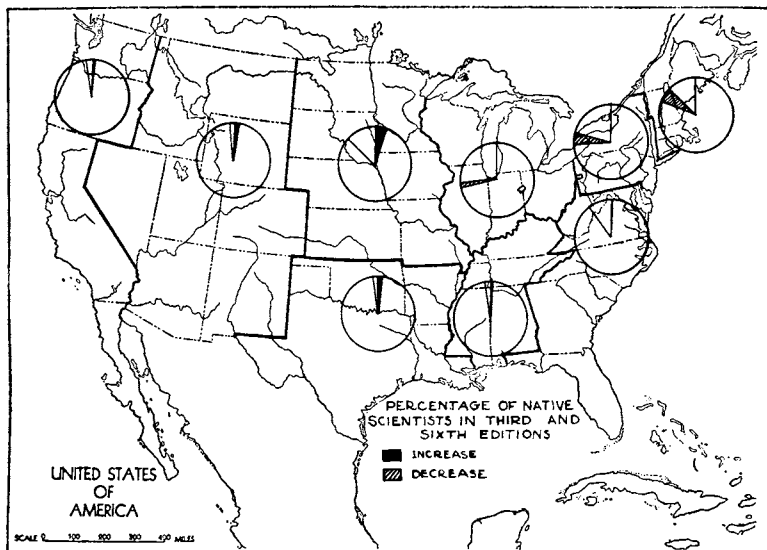 PERCENTAGE OF NATIVE
SCIENTISTS IN THIRD AND
SIXTH EDITIONS
INCREASE
DECREASE
UNITED STATES
OF
AMERICA
SCALE 0 100 200 300 400 MILES